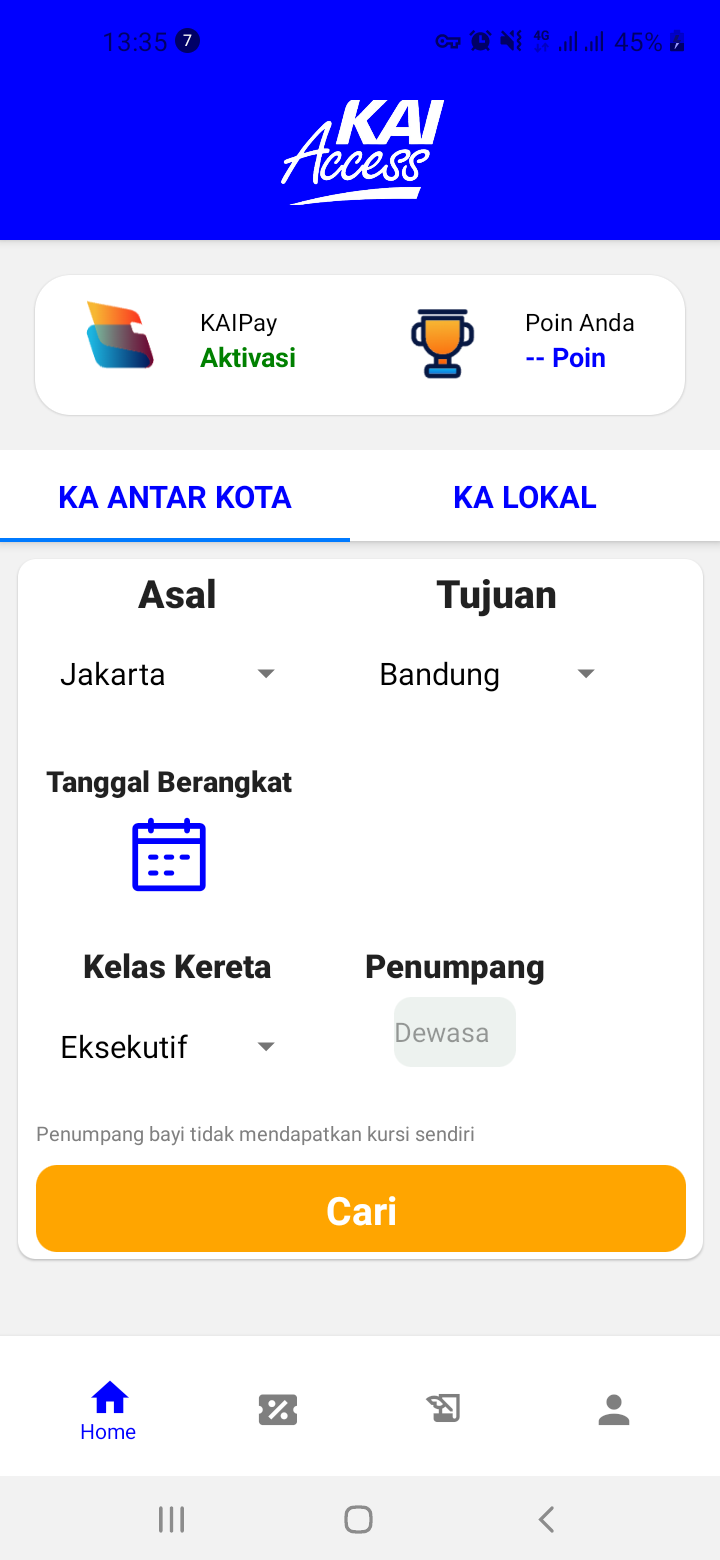 13:35 7 4G 45%
KAI
Access
KAIPay
Aktivasi
Poin Anda
-- Poin
KA ANTAR KOTA
KA LOKAL
Asal
Tujuan
Jakarta
Bandung
Tanggal Berangkat
Kelas Kereta
Penumpang
Eksekutif
Dewasa
Penumpang bayi tidak mendapatkan kursi sendiri
Cari
Home